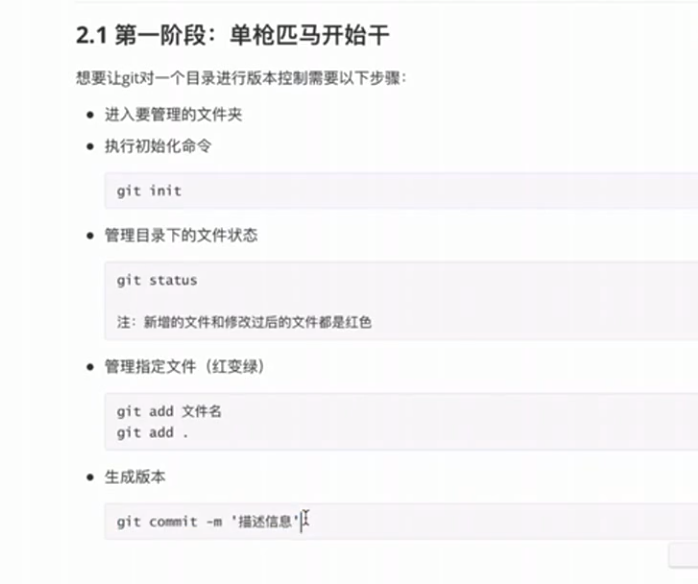 2.1 第一阶段：单枪匹马开始干
想要让git对一个目录进行版本控制需要以下步骤：
进入要管理的文件夹
执行初始化命令
git init
管理目录下的文件状态
git status
注：新增的文件和修改过后的文件都是红色
管理指定文件（红变绿）
git add 文件名
git add .
生成版本
git commit -m '描述信息'